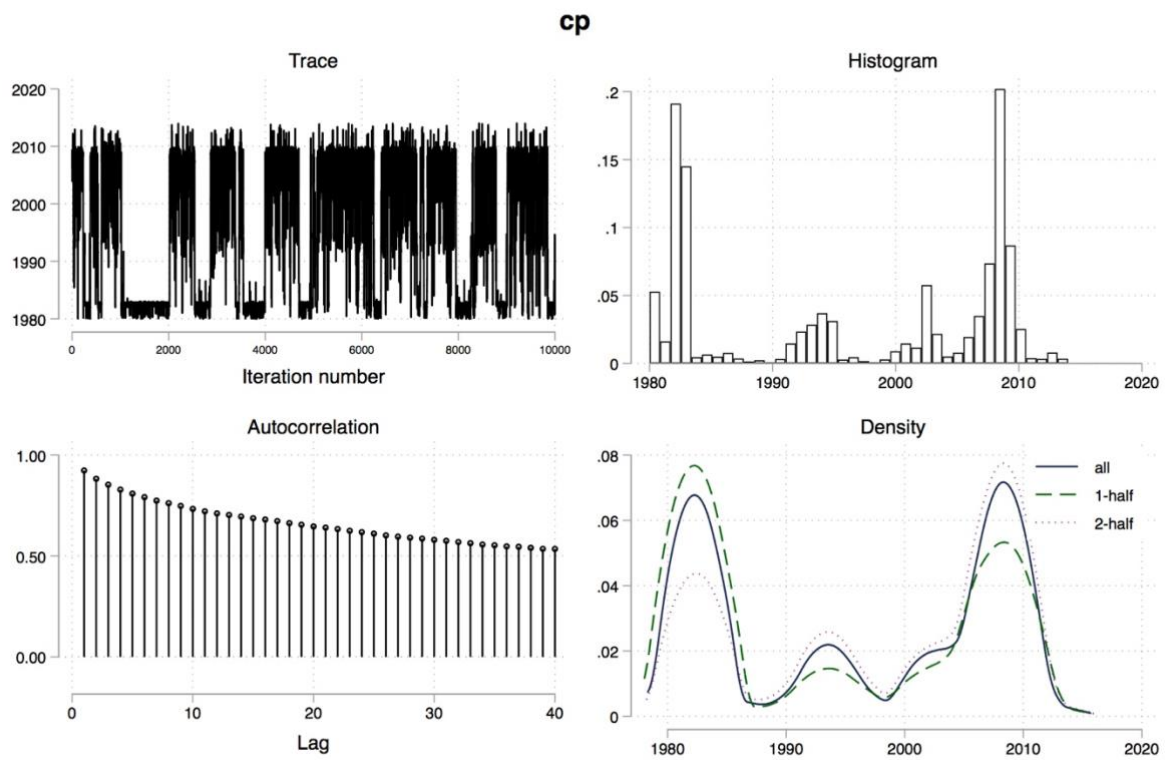 cp
Trace
2020
2010
2000
1990
1980
0 2000 4000 6000 8000 10000
Iteration number
Histogram
.2
.15
.1
.05
0
1980 1990 2000 2010 2020
Autocorrelation
1.00
0.50
0.00
0 10 20 30 40
Lag
Density
.08
.06
.04
.02
0
1980 1990 2000 2010 2020
all
1-half
2-half